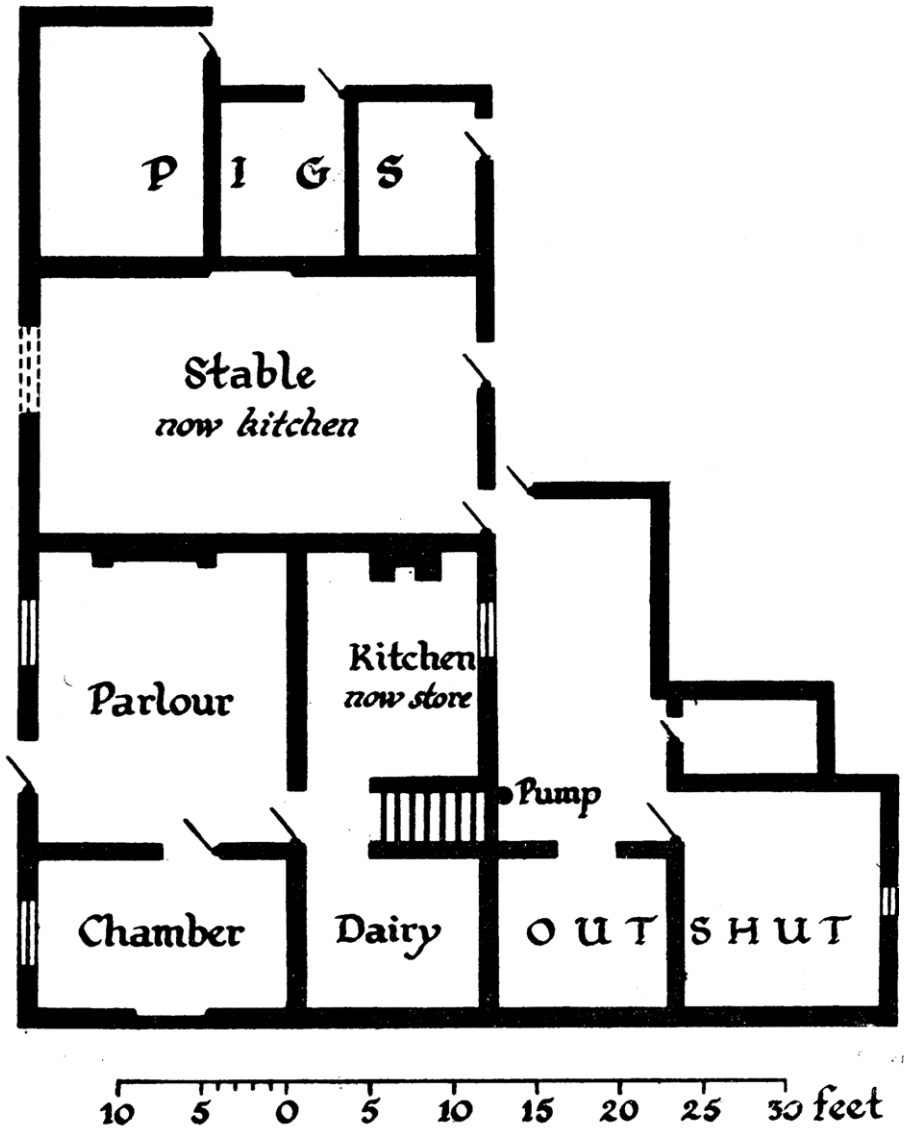 P I G S
Stable
now kitchen
Kitchen
now store
Parlour
Pump
Chamber
Dairy
OUTSHUT
10 5 0 5 10 15 20 25 30 feet